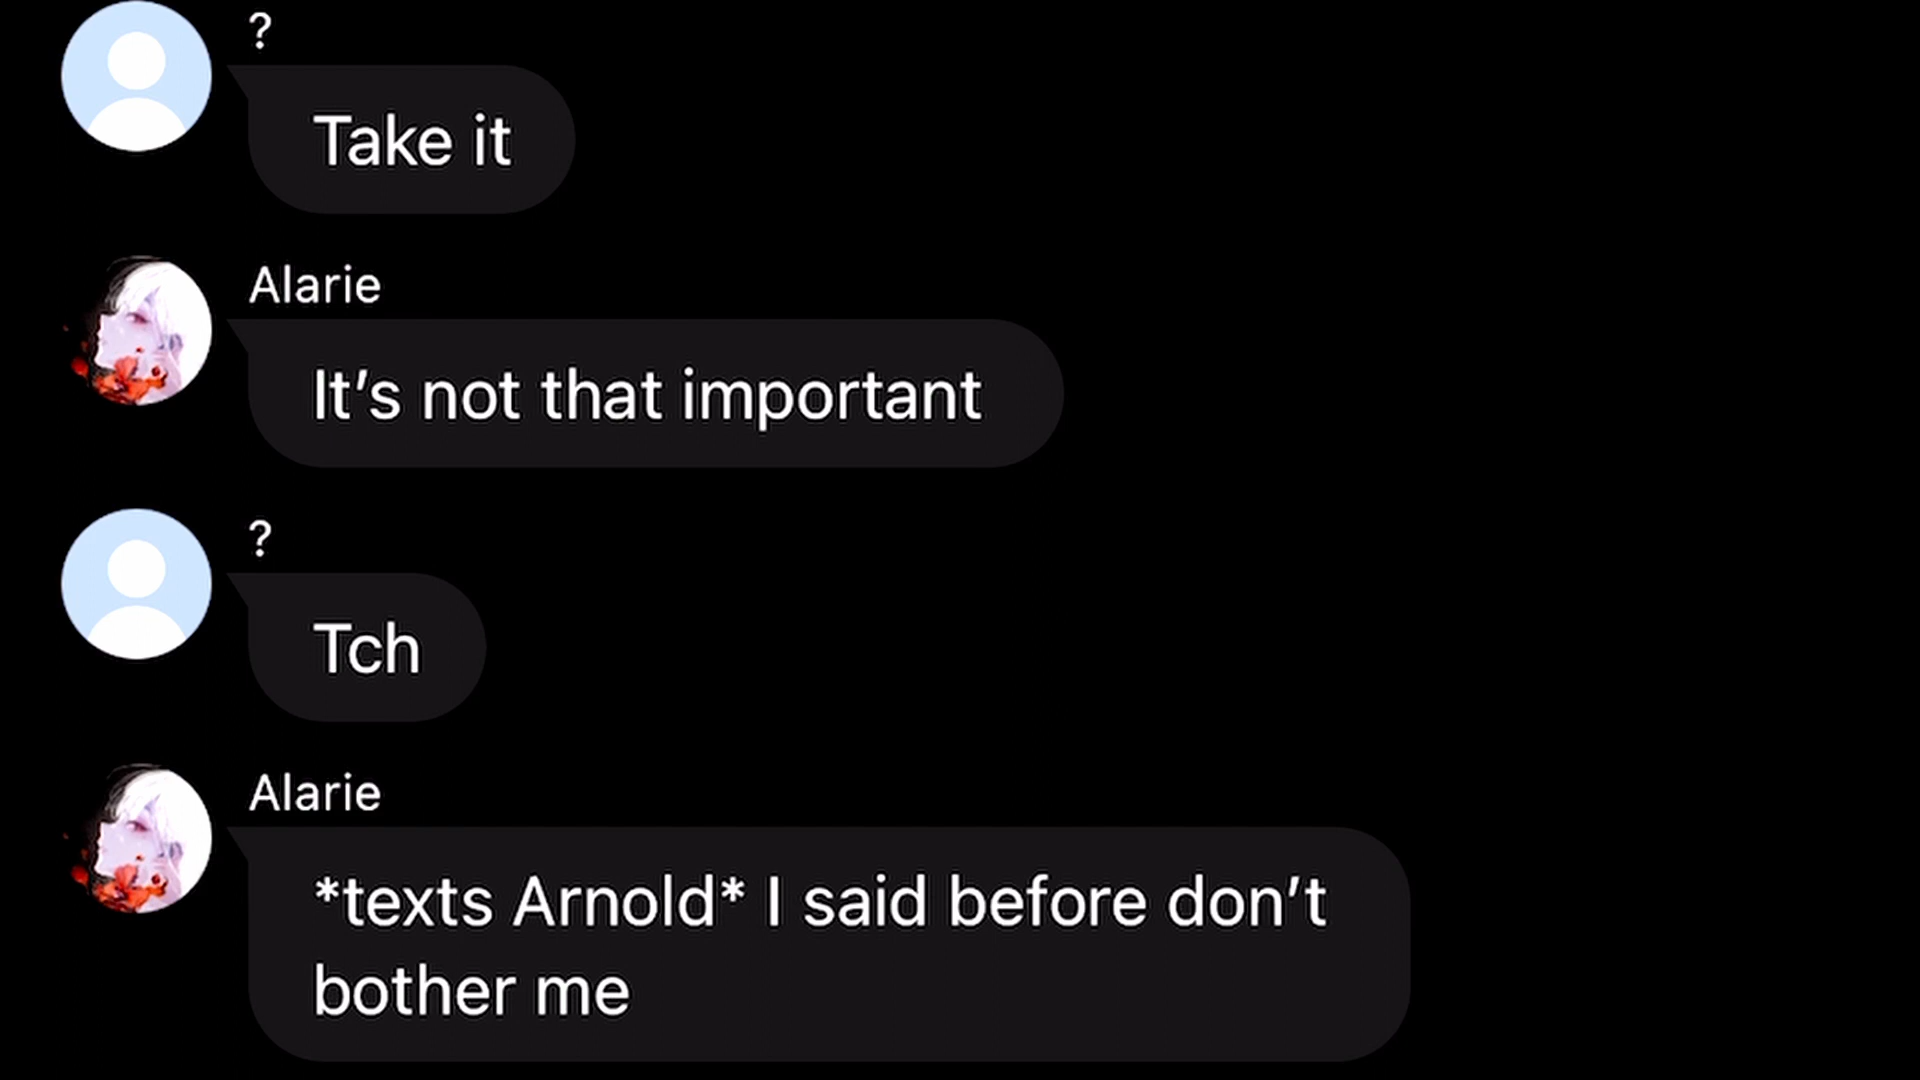 ?
Take it
Alarie
It’s not that important
?
Tch
Alarie
*texts Arnold* I said before don’t
bother me